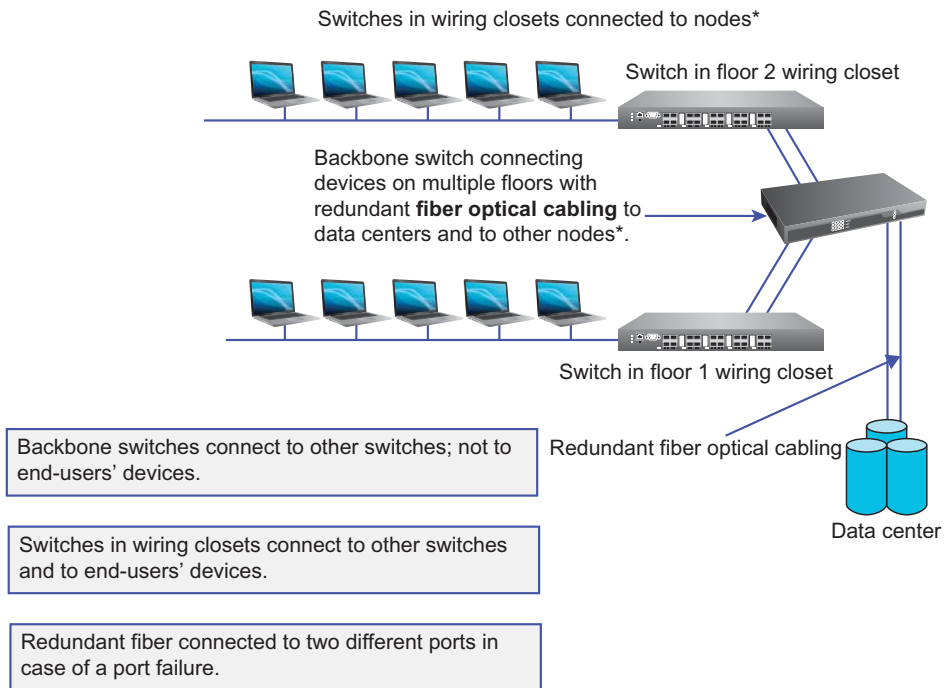 Switches in wiring closets connected to nodes*
Switch in floor 2 wiring closet
Backbone switch connecting
devices on multiple floors with
redundant fiber optical cabling to
data centers and to other nodes*.
Switch in floor 1 wiring closet
Backbone switches connect to other switches; not to
end-users’ devices.
Redundant fiber optical cabling
Data center
Switches in wiring closets connect to other switches
and to end-users’ devices.
Redundant fiber connected to two different ports in
case of a port failure.